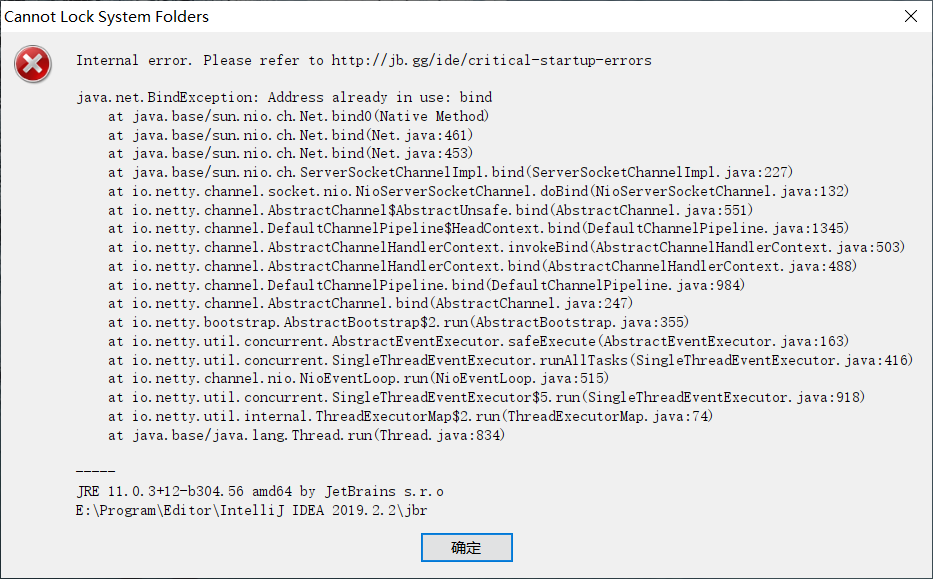 Cannot Lock System Folders
Internal error. Please refer to http://jb.gg/ide/critical-startup-errors
java.net.BindException: Address already in use: bind
at java.base/sun.nio.ch.Net.bind0(Native Method)
at java.base/sun.nio.ch.Net.bind(Net.java:461)
at java.base/sun.nio.ch.Net.bind(Net.java:453)
at java.base/sun.nio.ch.ServerSocketChannelImpl.bind(ServerSocketChannelImpl.java:227)
at io.netty.channel.socket.nio.NioServerSocketChannel.doBind(NioServerSocketChannel.java:132)
at io.netty.channel.AbstractChannel$AbstractUnsafe.bind(AbstractChannel.java:551)
at io.netty.channel.DefaultChannelPipeline$HeadContext.bind(DefaultChannelPipeline.java:1345)
at io.netty.channel.AbstractChannelHandlerContext.invokeBind(AbstractChannelHandlerContext.java:503)
at io.netty.channel.AbstractChannelHandlerContext.bind(AbstractChannelHandlerContext.java:488)
at io.netty.channel.DefaultChannelPipeline.bind(DefaultChannelPipeline.java:984)
at io.netty.channel.AbstractChannel.bind(AbstractChannel.java:247)
at io.netty.bootstrap.AbstractBootstrap$2.run(AbstractBootstrap.java:355)
at io.netty.util.concurrent.AbstractEventExecutor.safeExecute(AbstractEventExecutor.java:163)
at io.netty.util.concurrent.SingleThreadEventExecutor.runAllTasks(SingleThreadEventExecutor.java:416)
at io.netty.channel.nio.NioEventLoop.run(NioEventLoop.java:515)
at io.netty.util.concurrent.SingleThreadEventExecutor$5.run(SingleThreadEventExecutor.java:918)
at io.netty.util.internal.ThreadExecutorMap$2.run(ThreadExecutorMap.java:74)
at java.base/java.lang.Thread.run(Thread.java:834)
-----
JRE 11.0.3+12-b304.56 amd64 by JetBrains s.r.o
E:\Program\Editor\IntelliJ IDEA 2019.2.2\jbr
确定